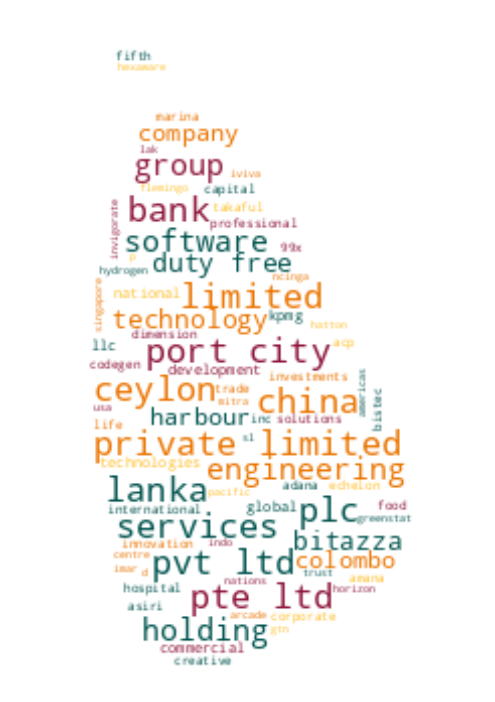 fifth
hexaware
marina
company
lak
group
iviva
flemingo
capital
invigorate
bank
takaful
professional
software
99x
p
duty free
hydrogen
ncinga
singapore
national
limited
technology
kpmg
hatton
dimension
llc
port city
acp
codegen
development
investments
americas
ceylon
trade
mitra
china
bistec
usa
harbour
inc
solutions
life
sl
private limited
technologies
engineering
lanka
pacific
adana
echelon
international
global
plc
food
greenstat
services
innovation
indo
bitazza
centre
pvt ltd
colombo
imar
d
trust
amana
nations
hospital
pte ltd
horizon
asiri
arcade
corporate
holding
gtn
commercial
creative